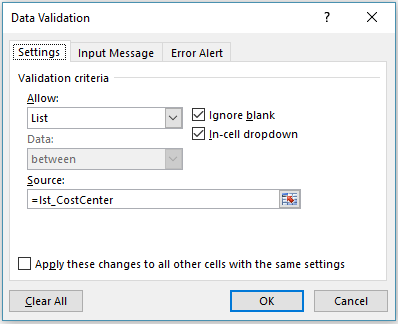 Data Validation ?
Settings Input Message Error Alert
Validation criteria
Allow:
List
Ignore blank
In-cell dropdown
Data:
between
Source:
=lst_CostCenter
Apply these changes to all other cells with the same settings
Clear All OK Cancel